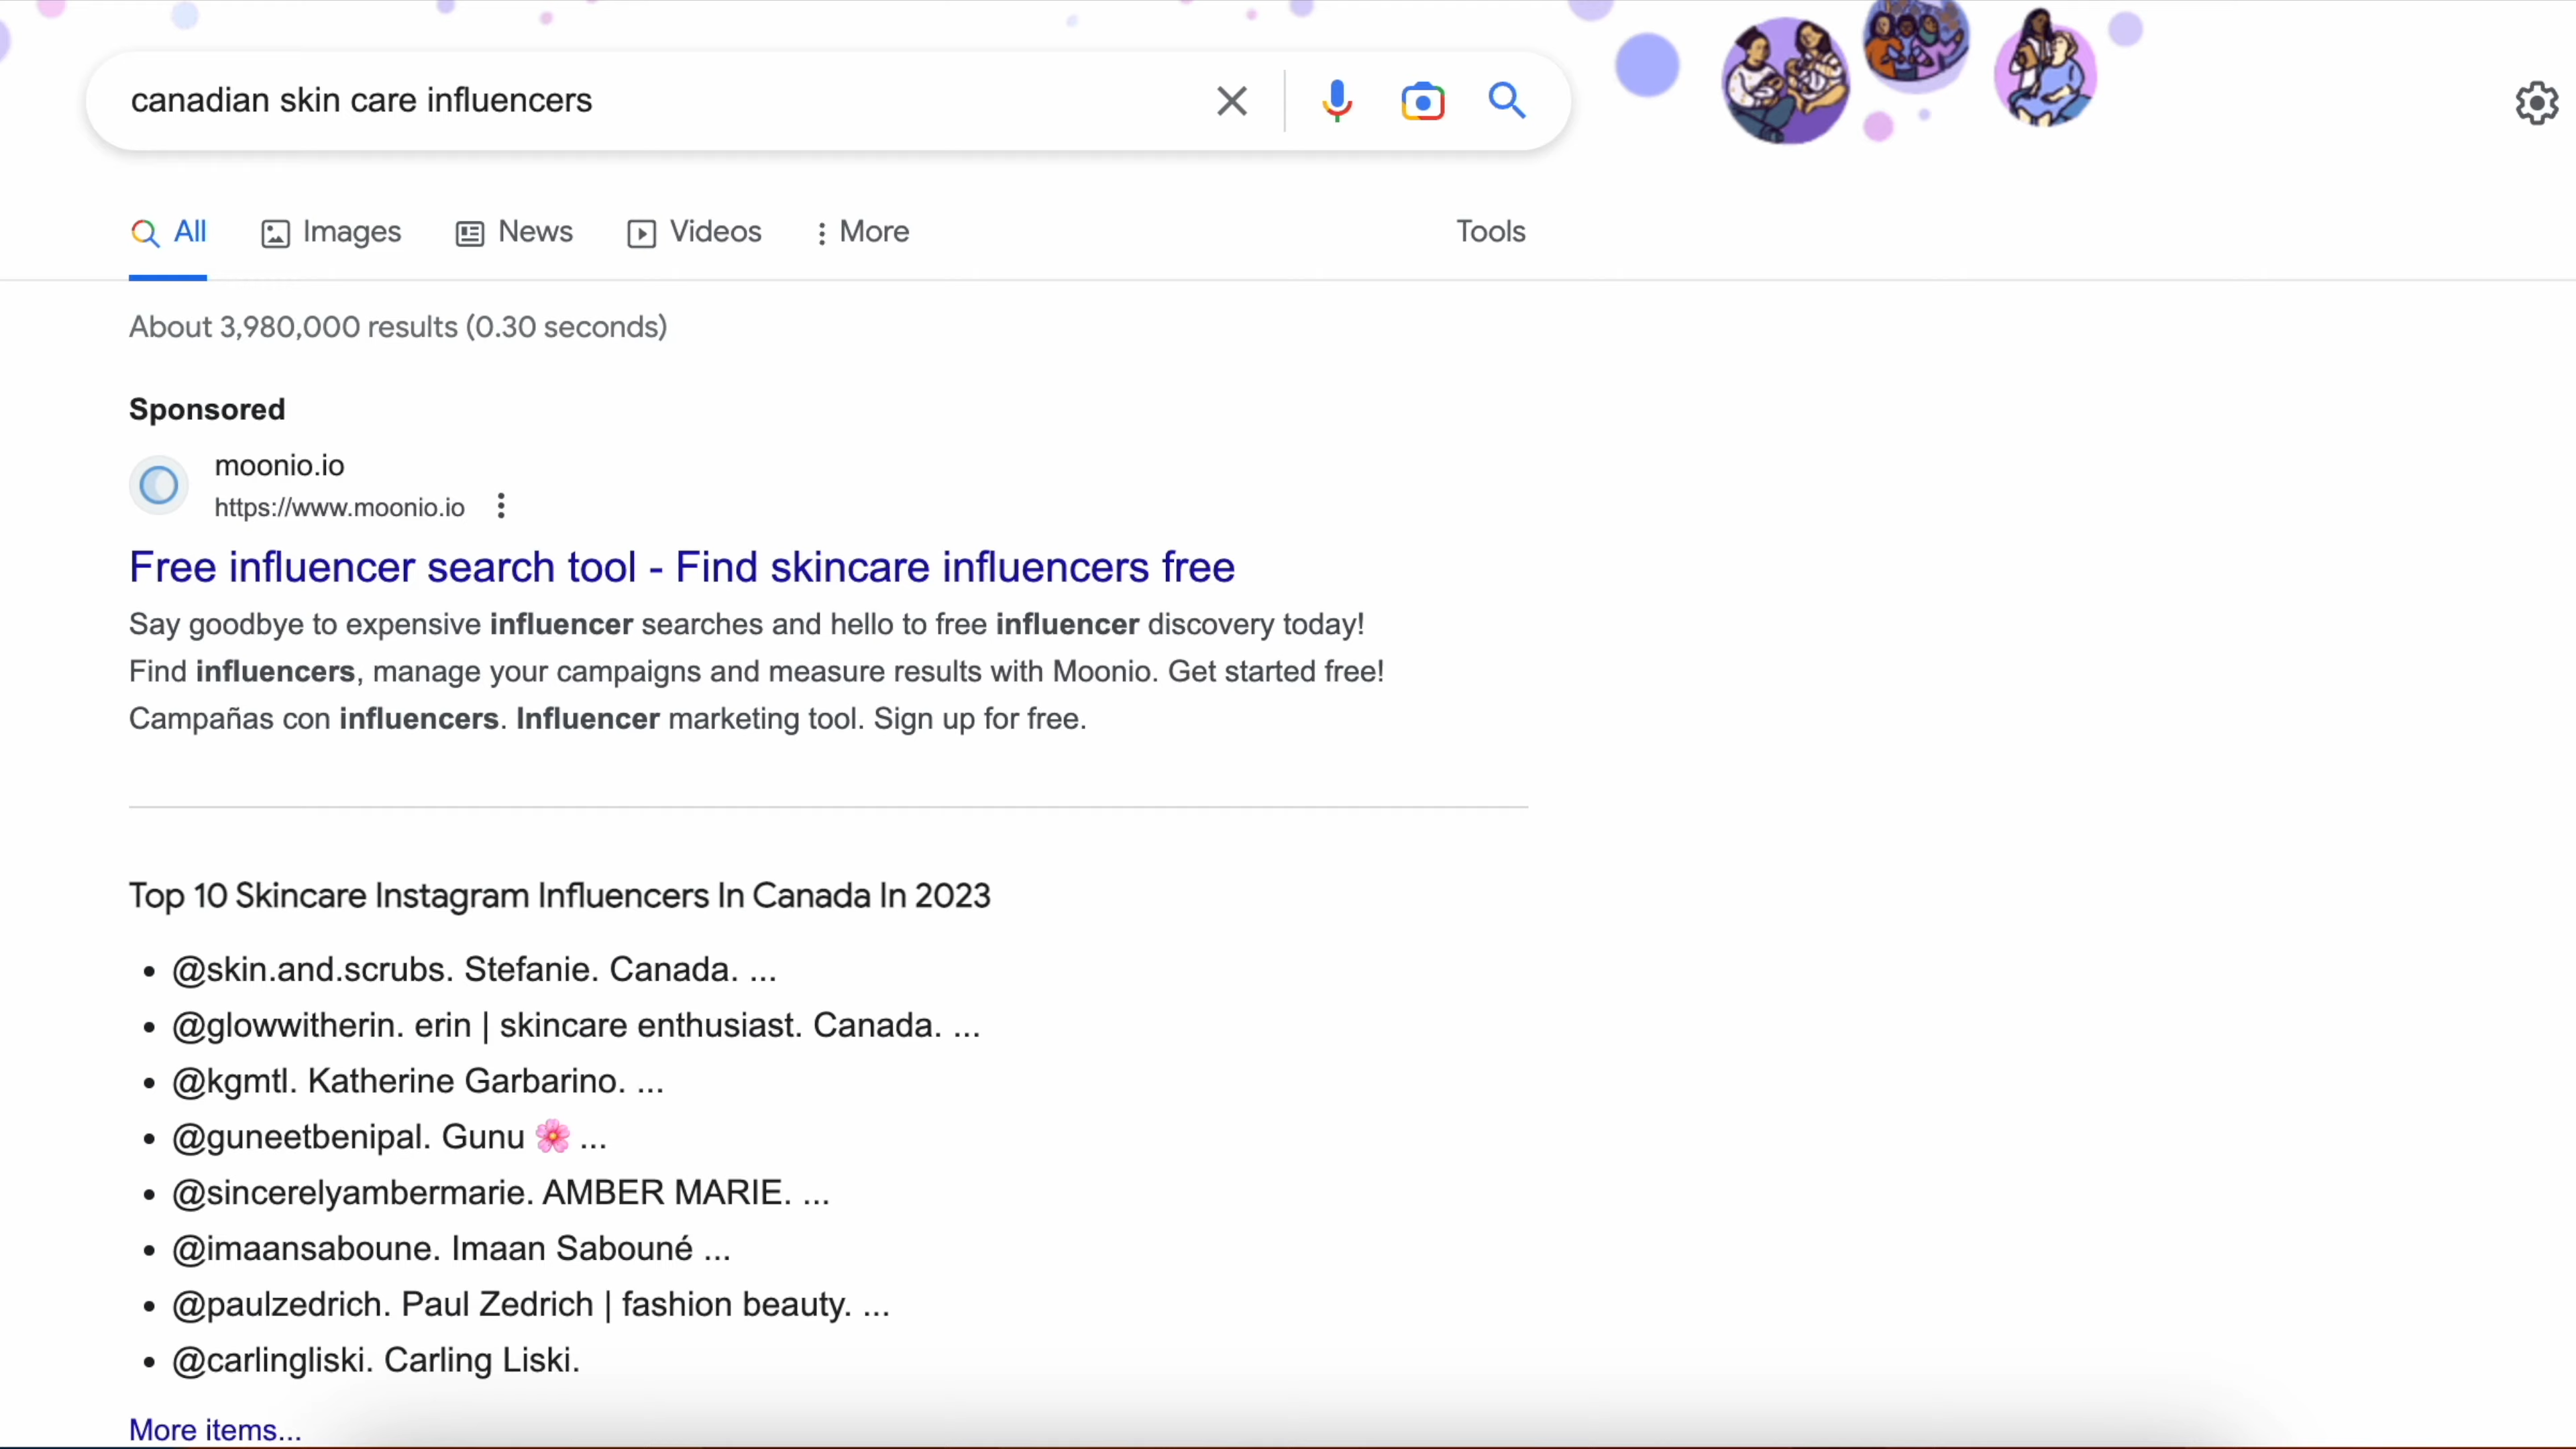 canadian skin care influencers
All Images News Videos More Tools
About 3,980,000 results (0.30 seconds)
Sponsored
moonio.io
https://www.moonio.io
Free influencer search tool - Find skincare influencers free
Say goodbye to expensive influencer searches and hello to free influencer discovery today!
Find influencers, manage your campaigns and measure results with Moonio. Get started free!
Campañas con influencers. Influencer marketing tool. Sign up for free.
Top 10 Skincare Instagram Influencers In Canada In 2023
• @skin.and.scrubs. Stefanie. Canada. ...
• @glowwitherin. erin | skincare enthusiast. Canada. ...
• @kgmtl. Katherine Garbarino. ...
• @guneetbenipal. Gunu 🌸 ...
• @sincerelyambermarie. AMBER MARIE. ...
• @imaansaboune. Imaan Sabouné ...
• @paulzedrich. Paul Zedrich | fashion beauty. ...
• @carlingliski. Carling Liski.
More items...